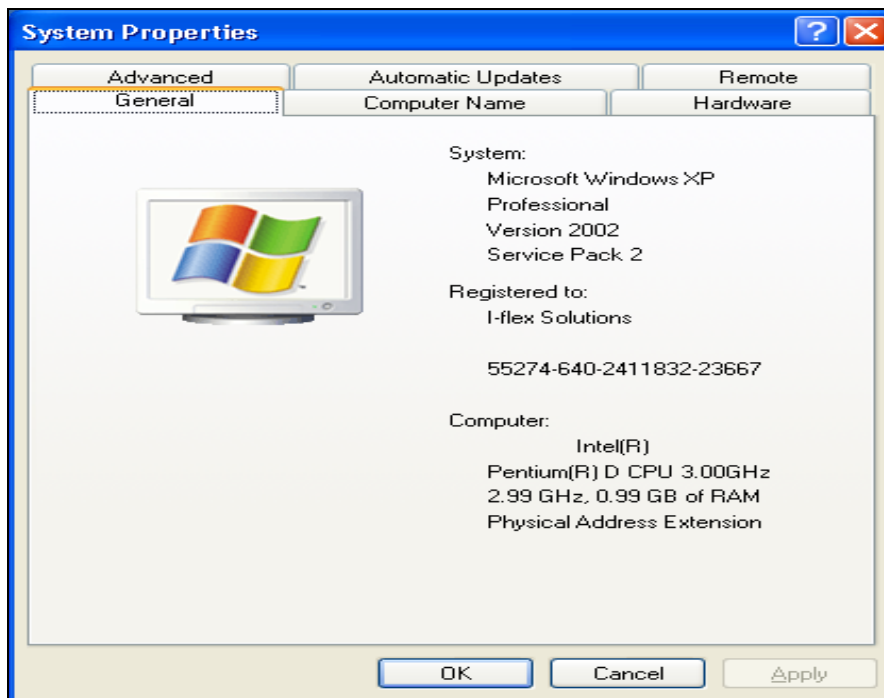 System Properties
Advanced
Automatic Updates
Remote
General
Computer Name
Hardware
System:
Microsoft Windows XP
Professional
Version 2002
Service Pack 2
Registered to:
I-flex Solutions
55274-640-2411832-23667
Computer:
Intel(R)
Pentium(R) D CPU 3.00GHz
2.99 GHz, 0.99 GB of RAM
Physical Address Extension
OK
Cancel
Apply